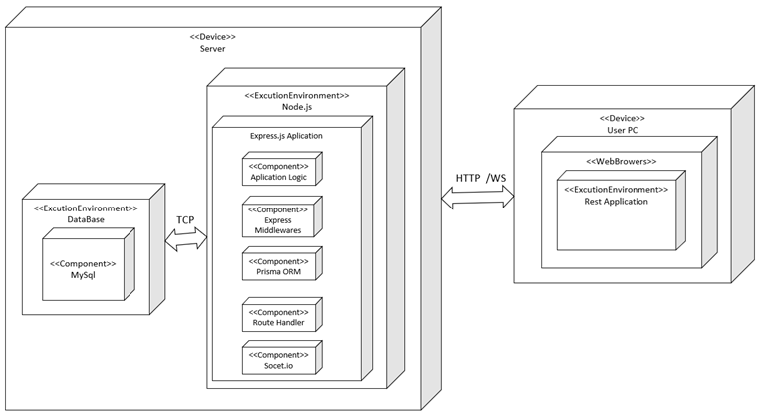 <<Device>>
Server
<<ExcutionEnvironment>>
Node.js
Express.js Aplication
<<Component>>
Aplication Logic
<<Component>>
Express
Middlewares
<<Component>>
Prisma ORM
<<Component>>
Route Handler
<<Component>>
Socet.io
<<ExcutionEnvironment>>
DataBase
<<Component>>
MySql
TCP
HTTP /WS
<<Device>>
User PC
<<WebBrowers>>
<<ExcutionEnvironment>>
Rest Application